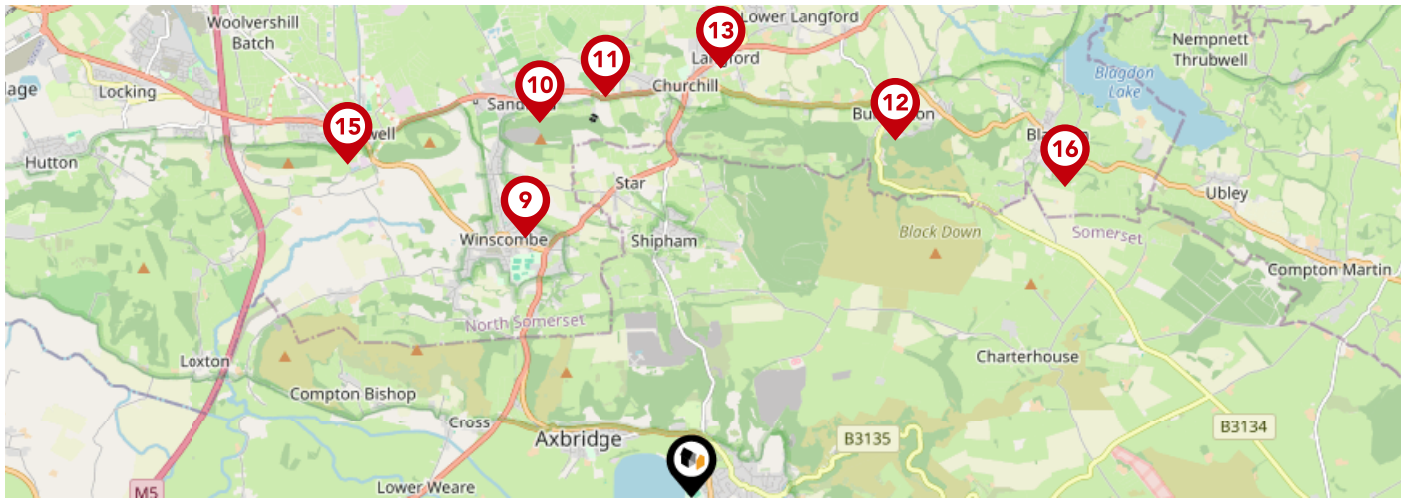 Woolvershill
Batch
13
Lower Langford
Nempnett
Thrubwell
11
Langford
Blagdon
Lake
10
Churchill
Locking
12
15
16
Hutton
Star
Ubley
9
Winscombe
Shipham
Black Down
Somerset
Compton Martin
North Somerset
Loxton
Charterhouse
Compton Bishop
Cross
Axbridge
B3135
B3134
Lower Weare
M5